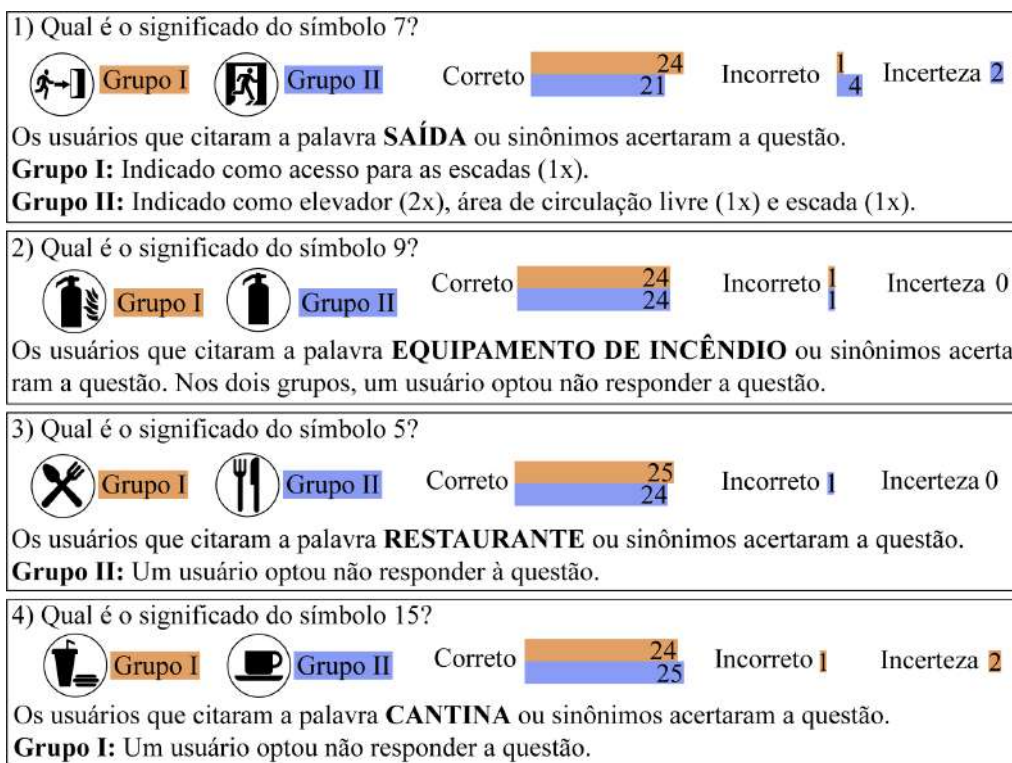 1) Qual é o significado do símbolo 7?
Grupo I Grupo II Correto 24 21 Incorreto 1 4 Incerteza 2
Os usuários que citaram a palavra SAÍDA ou sinônimos acertaram a questão.
Grupo I: Indicado como acesso para as escadas (1x).
Grupo II: Indicado como elevador (2x), área de circulação livre (1x) e escada (1x).
2) Qual é o significado do símbolo 9?
Grupo I Grupo II Correto 24 24 Incorreto 1 1 Incerteza 0
Os usuários que citaram a palavra EQUIPAMENTO DE INCÊNDIO ou sinônimos acerta
ram a questão. Nos dois grupos, um usuário optou não responder a questão.
3) Qual é o significado do símbolo 5?
Grupo I Grupo II Correto 25 24 Incorreto 1 Incerteza 0
Os usuários que citaram a palavra RESTAURANTE ou sinônimos acertaram a questão.
Grupo II: Um usuário optou não responder à questão.
4) Qual é o significado do símbolo 15?
Grupo I Grupo II Correto 24 25 Incorreto 1 Incerteza 2
Os usuários que citaram a palavra CANTINA ou sinônimos acertaram a questão.
Grupo I: Um usuário optou não responder a questão.